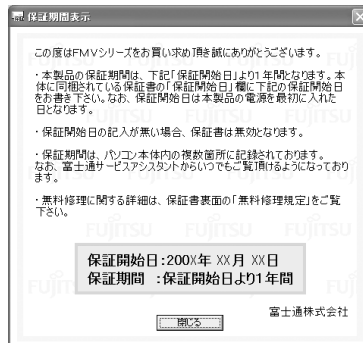 保証期間表示
この度はFMVシリーズをお買い求め頂き誠にありがとうございます。
・本製品の保証期間は、下記「保証開始日」より1年間となります。本
体に同梱されている保証書の「保証開始日」欄に下記の保証開始日
をお書き下さい。なお、保証開始日は本製品の電源を最初に入れた
日となります。
・保証開始日の記入が無い場合、保証書は無効となります。
・保証期間は、パソコン本体内の複数箇所に記録されております。
なお、富士通サービスアシスタントからいつでもご覧頂けるようになっており
ます。
・無料修理に関する詳細は、保証書裏面の「無料修理規定」をご覧
下さい。
保証開始日:200X年 XX月 XX日
保証期間 :保証開始日より1年間
富士通株式会社
閉じる
FUJITSU